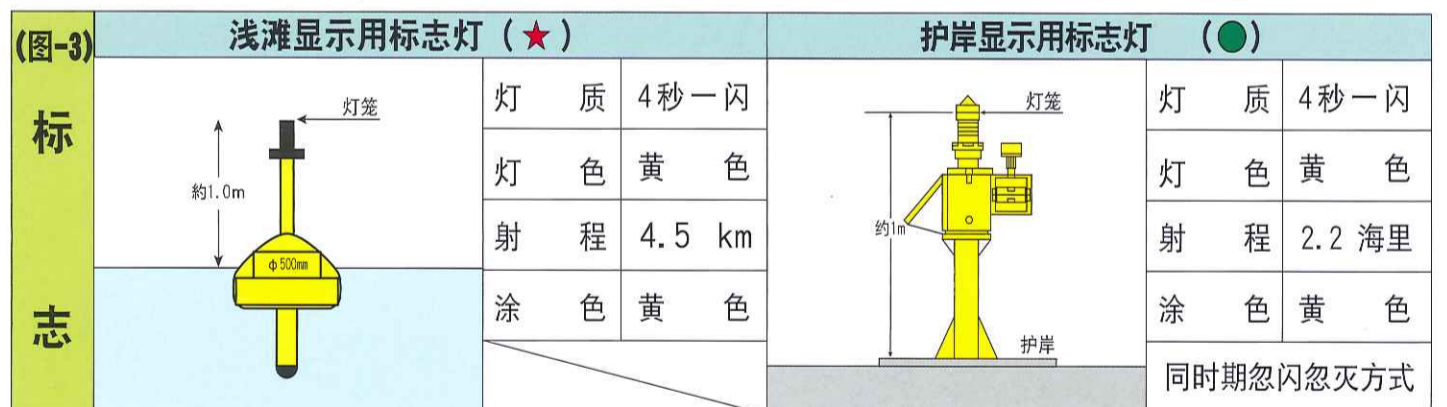 (图-3)
标
志
浅滩显示用标志灯（★）
灯笼
約1.0m
φ500mm
灯 质 4秒一闪
灯 色 黄 色
射 程 4.5 km
涂 色 黄 色
护岸显示用标志灯 （●）
灯笼
约1m
护岸
灯 质 4秒一闪
灯 色 黄 色
射 程 2.2 海里
涂 色 黄 色
同时期忽闪忽灭方式